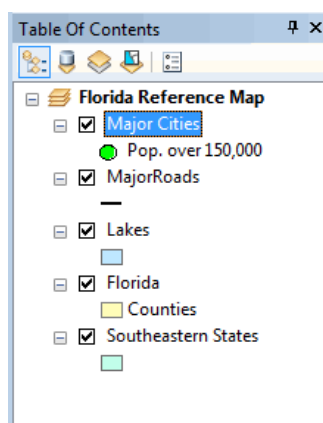 Table Of Contents
Florida Reference Map
Major Cities
Pop. over 150,000
MajorRoads
Lakes
Florida
Counties
Southeastern States